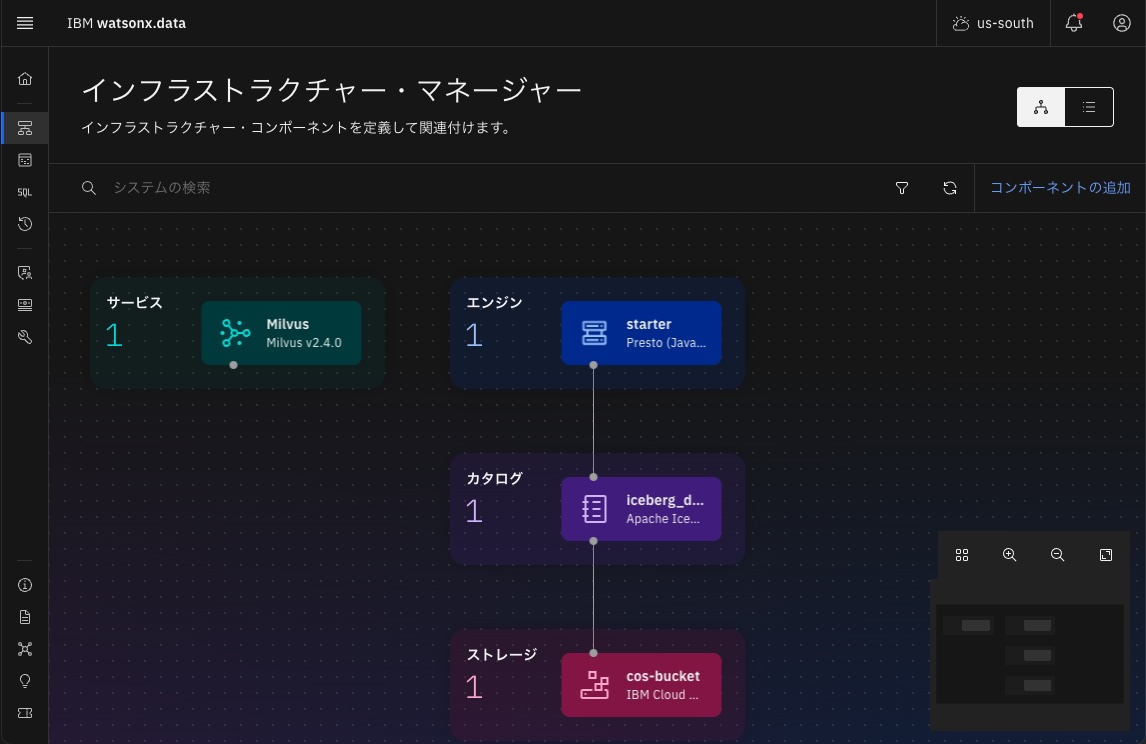 IBM watsonx.data
us-south
インフラストラクチャー・マネージャー
インフラストラクチャー・コンポーネントを定義して関連付けます。
SQL
システムの検索
コンポーネントの追加
サービス
1
Milvus
Milvus v2.4.0
エンジン
1
starter
Presto (Java...
カタログ
1
iceberg_d...
Apache Ice...
ストレージ
1
cos-bucket
IBM Cloud ...